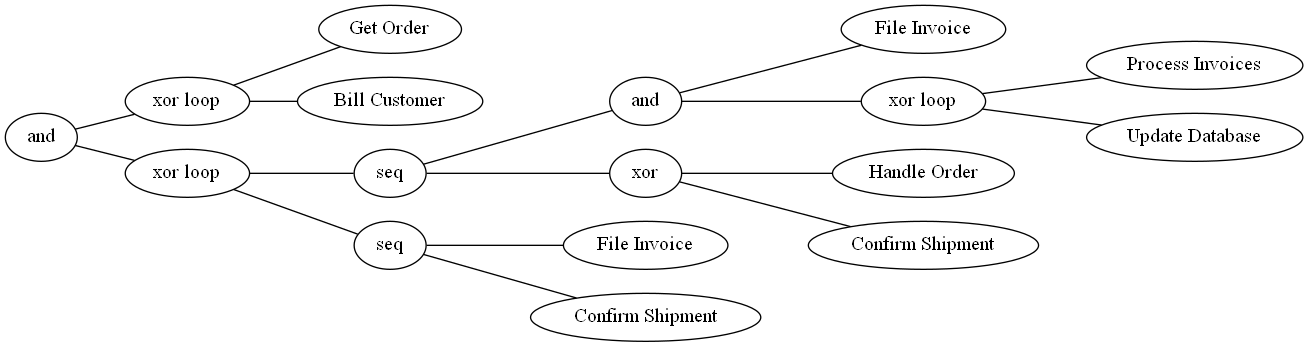 Get Order
File Invoice
Process Invoices
xor loop
Bill Customer
and
xor loop
and
Update Database
xor loop
seq
xor
Handle Order
seq
File Invoice
Confirm Shipment
Confirm Shipment